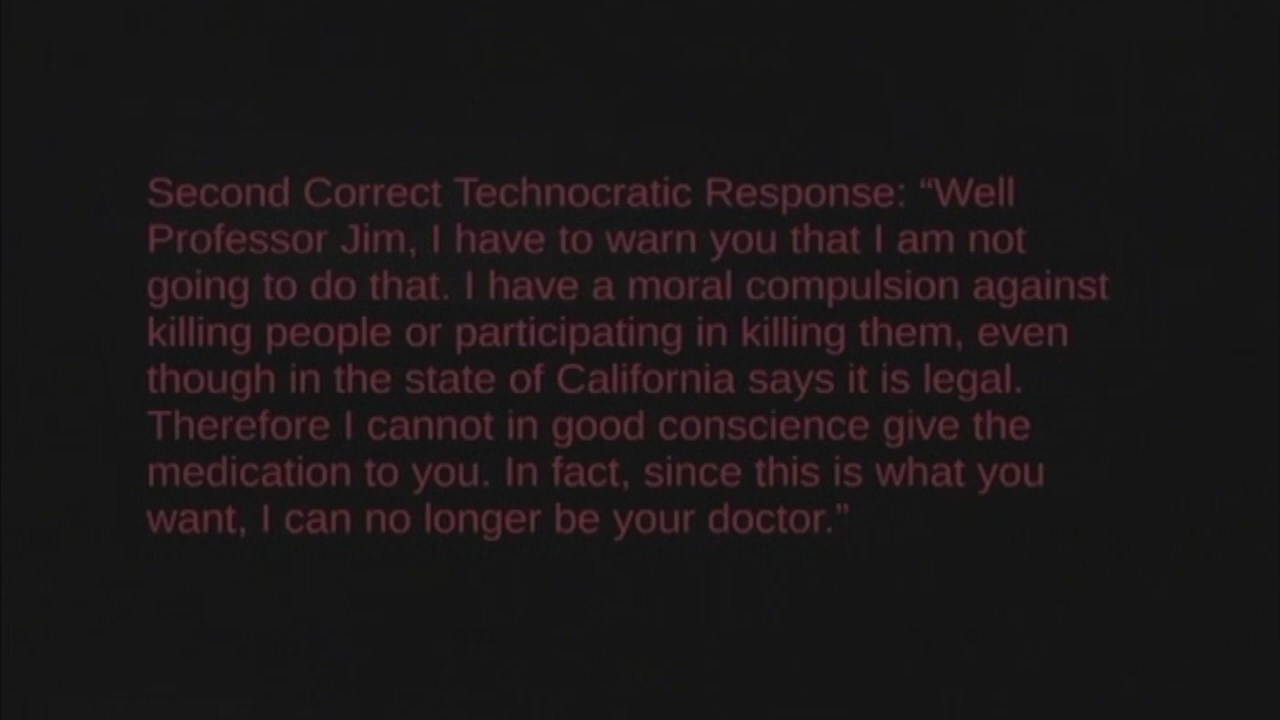 Second Correct Technocratic Response: “Well
Professor Jim, I have to warn you that I am not
going to do that. I have a moral compulsion against
killing people or participating in killing them, even
though in the state of California says it is legal.
Therefore I cannot in good conscience give the
medication to you. In fact, since this is what you
want, I can no longer be your doctor.”